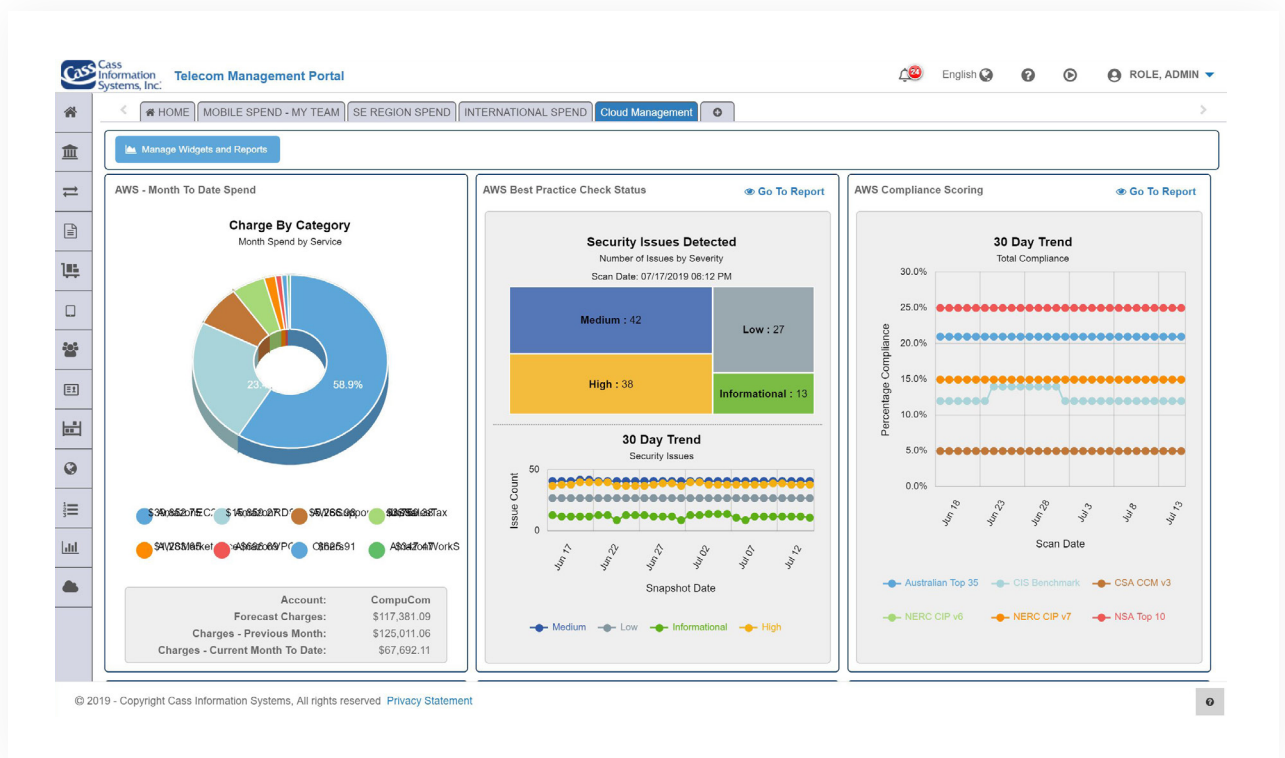 Cass
Cass
Information
Systems, Inc.
Telecom Management Portal
24
English
ROLE, ADMIN
HOME
MOBILE SPEND - MY TEAM
SE REGION SPEND
INTERNATIONAL SPEND
Cloud Management
Manage Widgets and Reports
AWS - Month To Date Spend
Charge By Category
Month Spend by Service
58.9%
Account: CompuCom
Forecast Charges: $117,381.09
Charges - Previous Month: $125,011.06
Charges - Current Month To Date: $67,692.11
AWS Best Practice Check Status
Go To Report
Security Issues Detected
Number of Issues by Severity
Scan Date: 07/17/2019 06:12 PM
Medium : 42
Low : 27
High : 38
Informational : 13
30 Day Trend
Security Issues
50
0
Issue Count
Jun 17
Jun 22
Jun 27
Jul 02
Jul 07
Jul 12
Snapshot Date
Medium
Low
Informational
High
AWS Compliance Scoring
Go To Report
30 Day Trend
Total Compliance
30.0%
25.0%
20.0%
15.0%
10.0%
5.0%
0.0%
Percentage Compliance
Jun 18
Jun 23
Jun 28
Jul 3
Jul 8
Jul 13
Scan Date
Australian Top 35
CIS Benchmark
CSA CCM v3
NERC CIP v6
NERC CIP v7
NSA Top 10
© 2019 - Copyright Cass Information Systems, All rights reserved Privacy Statement